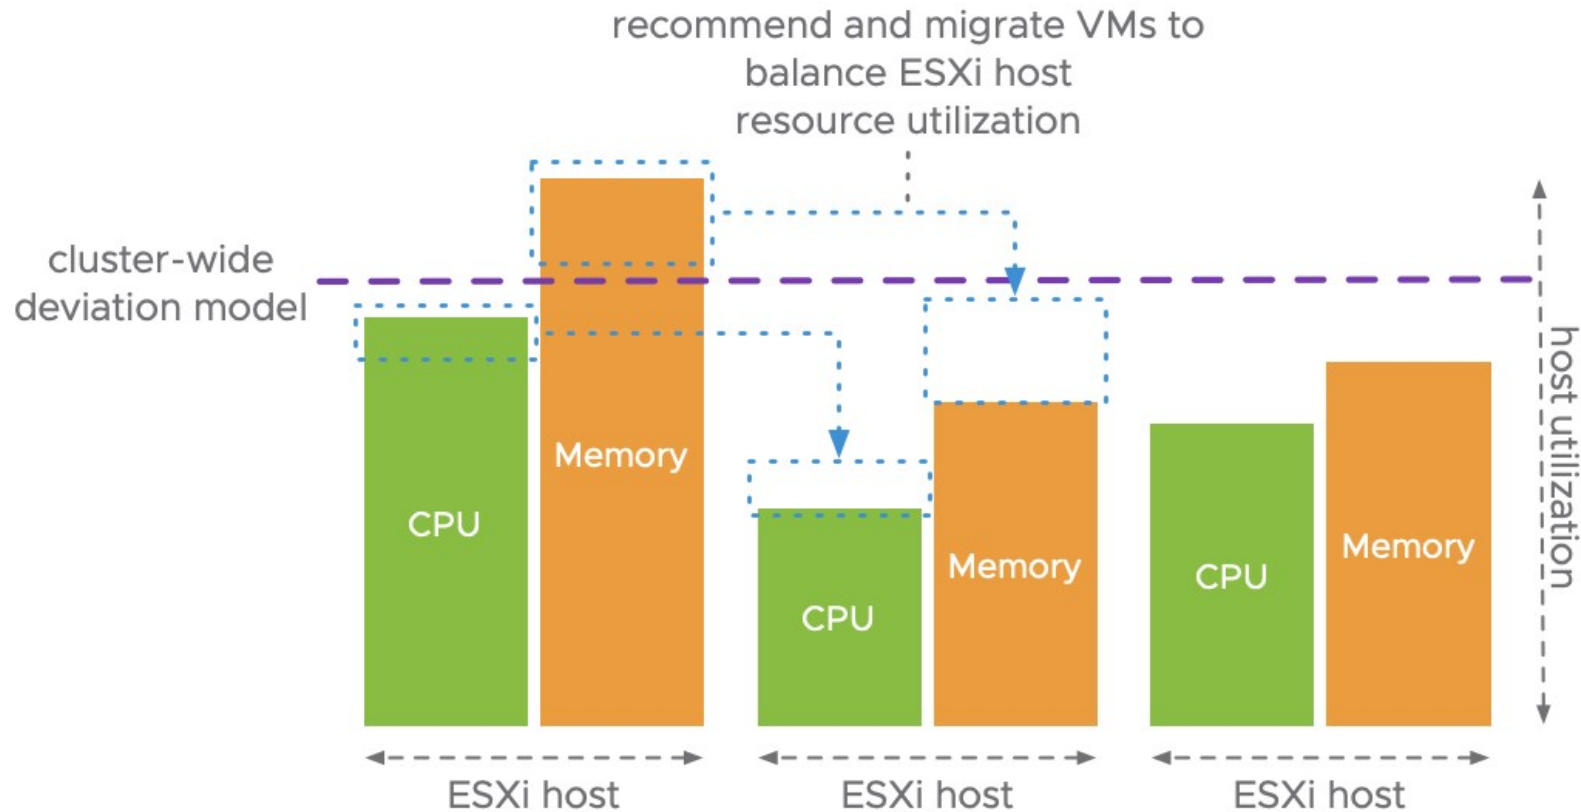 recommend and migrate VMs to
balance ESXi host
resource utilization
cluster-wide
deviation model
host utilization
CPU
Memory
CPU
Memory
CPU
Memory
ESXi host
ESXi host
ESXi host